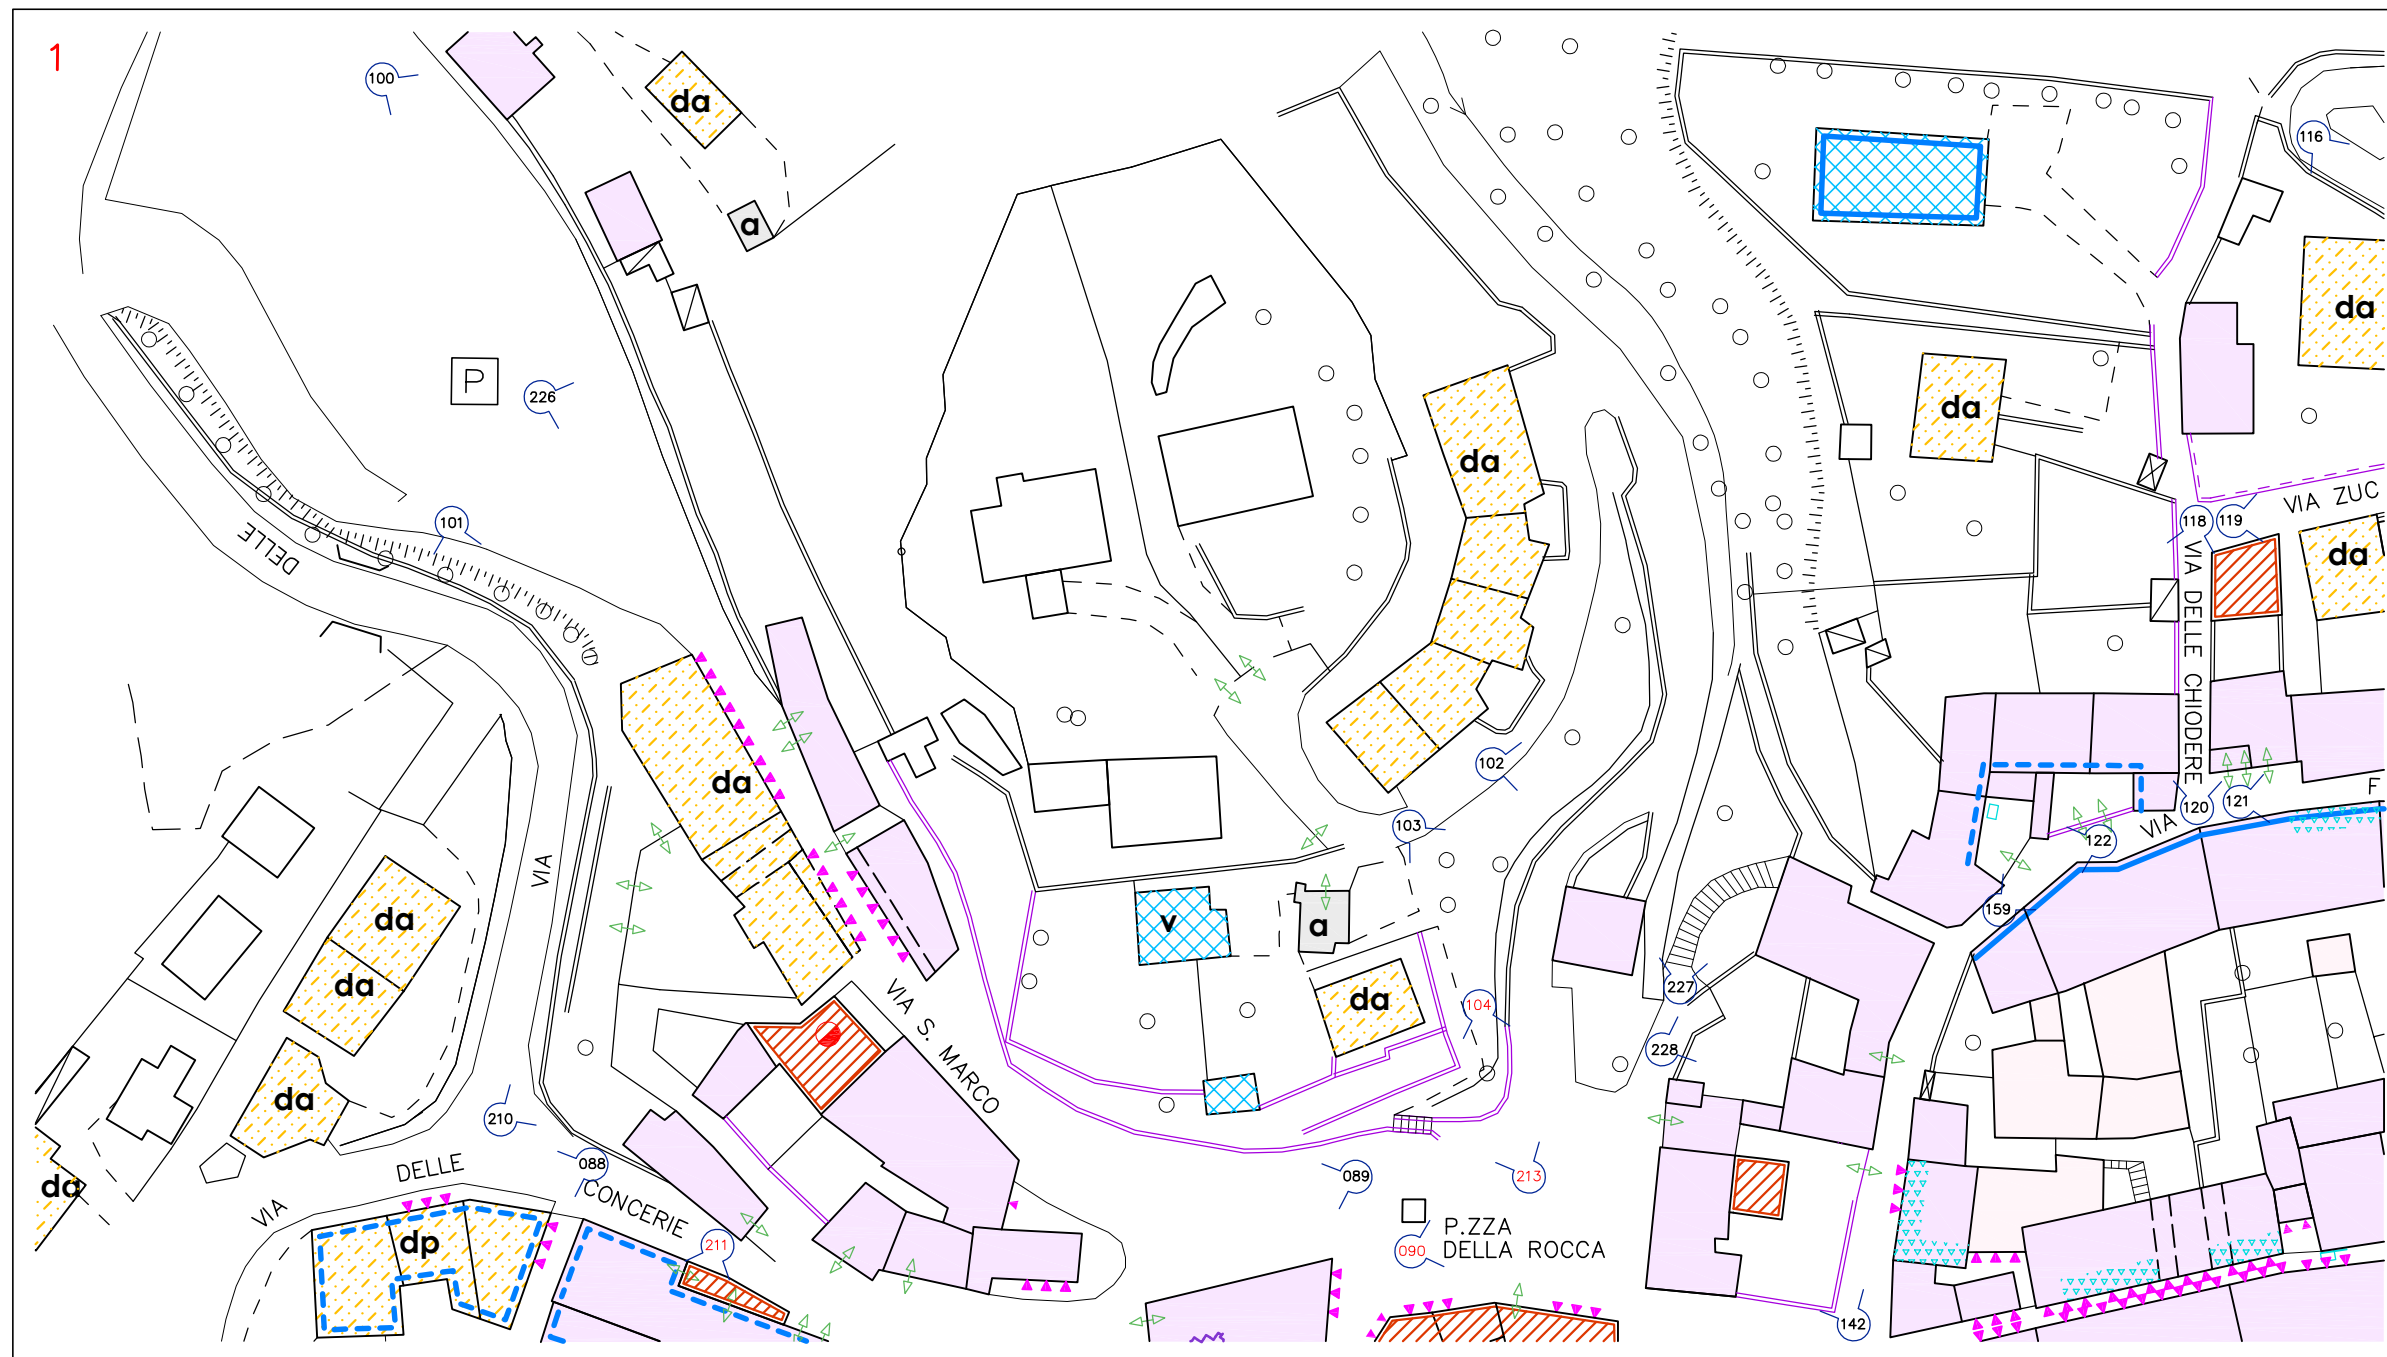 1
100
da
a
116
da
P
226
da
da
VIA ZUC
101
DELLE
118
119
da
da
VIA DELLE CHIODERE
102
F
120
121
VIA
103
122
VIA
da
v
a
159
da
da
da
104
227
228
VIA S. MARCO
da
210
088
089
213
DELLE
CONCERIE
VIA
da
P.ZZA
DELLA ROCCA
211
090
dp
142